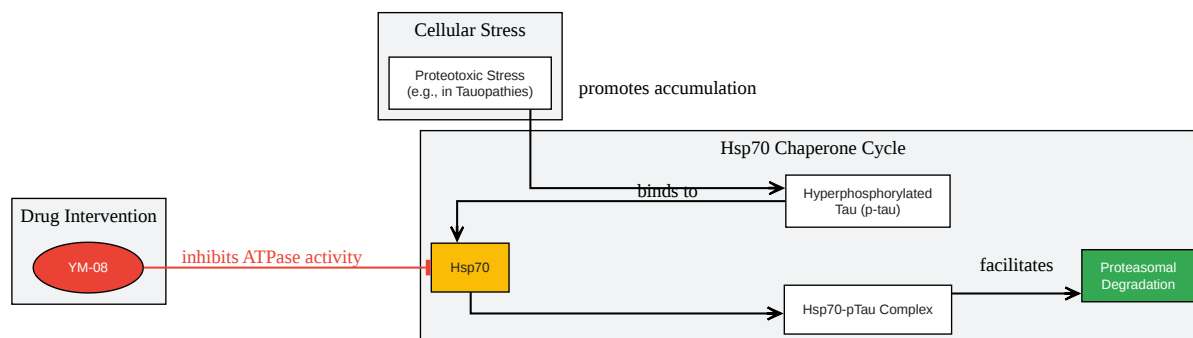 Cellular Stress
Proteotoxic Stress
(e.g., in Tauopathies)
promotes accumulation
Hsp70 Chaperone Cycle
binds to
Hyperphosphorylated
Tau (p-tau)
Drug Intervention
YM-08
inhibits ATPase activity
Hsp70
facilitates
Proteasomal
Degradation
Hsp70-pTau Complex